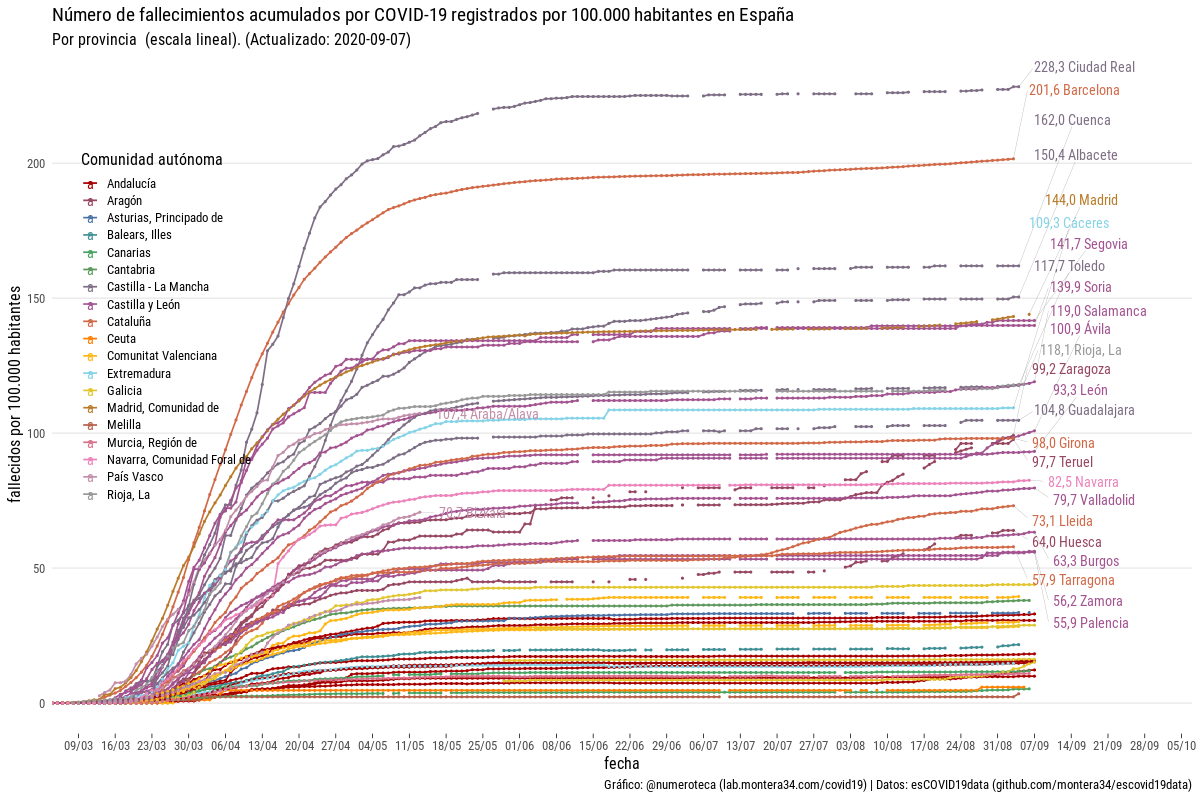 Número de fallecimientos acumulados por COVID-19 registrados por 100.000 habitantes en España
Por provincia (escala lineal). (Actualizado: 2020-09-07)
fallecidos por 100.000 habitantes
200
150
100
50
0
Comunidad autónoma
Andalucía
Aragón
Asturias, Principado de
Balears, Illes
Canarias
Cantabria
Castilla - La Mancha
Castilla y León
Cataluña
Ceuta
Comunitat Valenciana
Extremadura
Galicia
Madrid, Comunidad de
Melilla
Murcia, Región de
Navarra, Comunidad Foral de
País Vasco
Rioja, La
107,4 Araba/Álava
228,3 Ciudad Real
201,6 Barcelona
162,0 Cuenca
150,4 Albacete
144,0 Madrid
109,3 Cáceres
141,7 Segovia
117,7 Toledo
139,9 Soria
119,0 Salamanca
100,9 Ávila
118,1 Rioja, La
99,2 Zaragoza
93,3 León
104,8 Guadalajara
98,0 Girona
97,7 Teruel
82,5 Navarra
79,7 Valladolid
73,1 Lleida
64,0 Huesca
63,3 Burgos
57,9 Tarragona
56,2 Zamora
55,9 Palencia
09/03 16/03 23/03 30/03 06/04 13/04 20/04 27/04 04/05 11/05 18/05 25/05 01/06 08/06 15/06 22/06 29/06 06/07 13/07 20/07 27/07 03/08 10/08 17/08 24/08 31/08 07/09 14/09 21/09 28/09 05/10
fecha
Gráfico: @numeroteca (lab.montera34.com/covid19) | Datos: esCOVID19data (github.com/montera34/escovid19data)